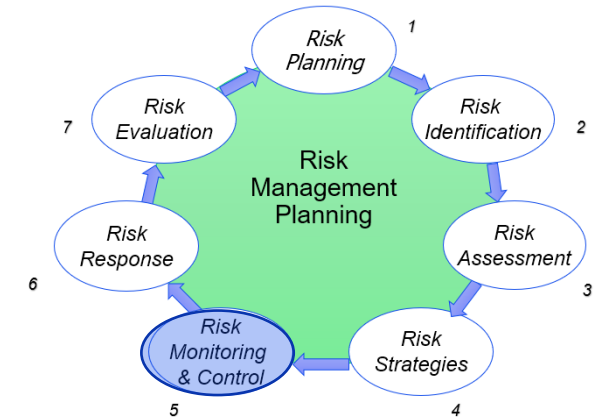 Risk
Planning
1
Risk
Identification
2
Risk
Assessment
3
Risk
Strategies
4
Risk
Monitoring
& Control
5
Risk
Response
6
Risk
Evaluation
7
Risk
Management
Planning